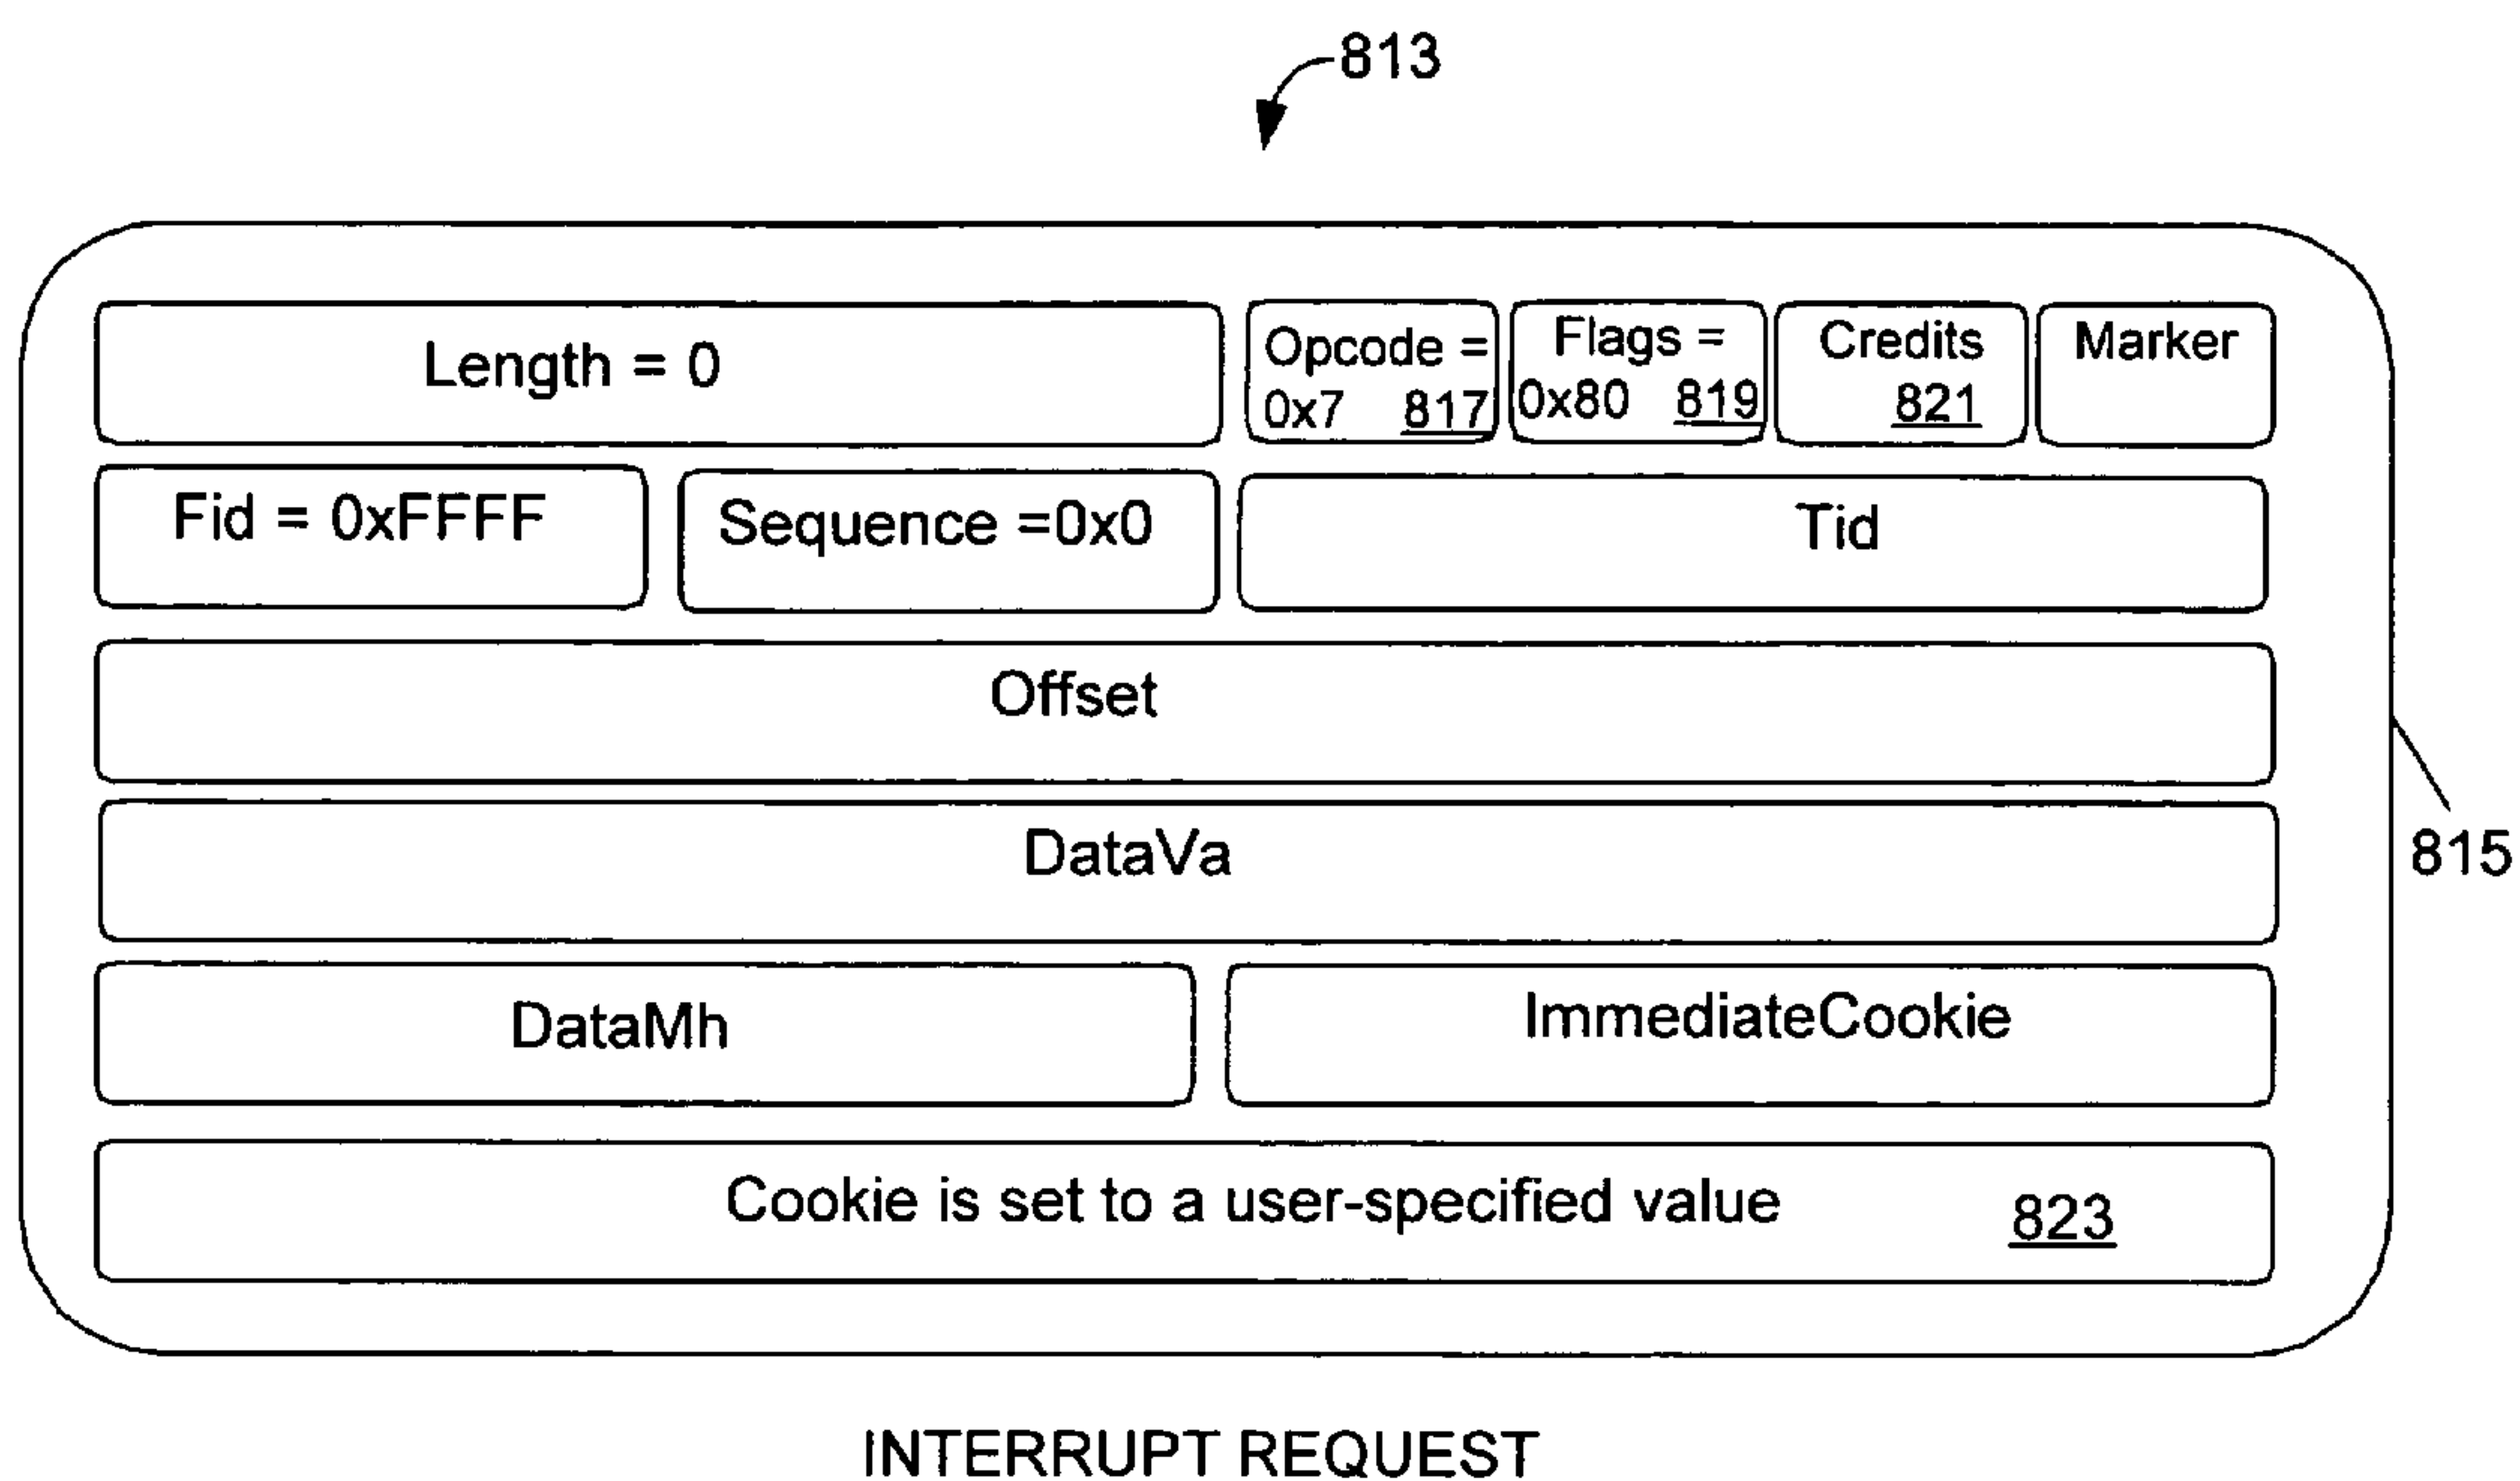 813
Length = 0
Opcode =
0x7 817
Flags =
0x80 819
Credits
821
Marker
Fid = 0xFFFF
Sequence =0x0
Tid
Offset
DataVa
815
DataMh
ImmediateCookie
Cookie is set to a user-specified value 823
INTERRUPT REQUEST